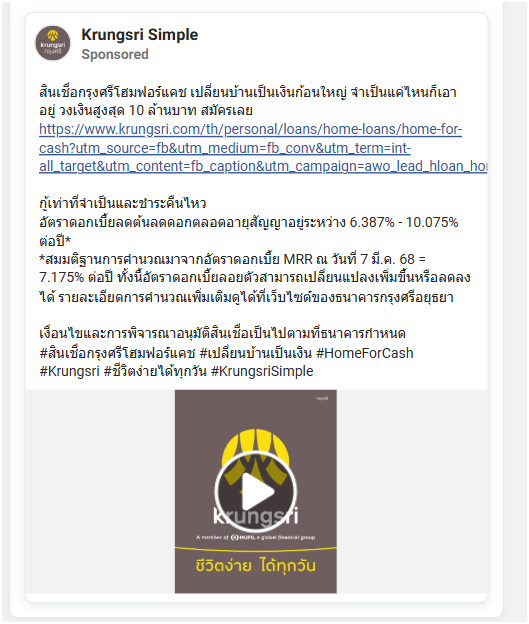 krungsri
กรุงศรี
Krungsri Simple
Sponsored
สินเชื่อกรุงศรีโฮมฟอร์แคช เปลี่ยนบ้านเป็นเงินก้อนใหญ่ จำเป็นแค่ไหนก็เอา
อยู่ วงเงินสูงสุด 10 ล้านบาท สมัครเลย
https://www.krungsri.com/th/personal/loans/home-loans/home-for-
cash?utm_source=fb&utm_medium=fb_conv&utm_term=int-
all_target&utm_content=fb_caption&utm_campaign=awo_lead_hloan_hor
กู้เท่าที่จำเป็นและชำระคืนไหว
อัตราดอกเบี้ยลดต้นลดดอกตลอดอายุสัญญาอยู่ระหว่าง 6.387% - 10.075%
ต่อปี*
*สมมติฐานการคำนวณมาจากอัตราดอกเบี้ย MRR ณ วันที่ 7 มี.ค. 68 =
7.175% ต่อปี ทั้งนี้อัตราดอกเบี้ยลอยตัวสามารถเปลี่ยนแปลงเพิ่มขึ้นหรือลดลง
ได้ รายละเอียดการคำนวณเพิ่มเติมดูได้ที่เว็บไซต์ของธนาคารกรุงศรีอยุธยา
เงื่อนไขและการพิจารณาอนุมัติสินเชื่อเป็นไปตามที่ธนาคารกำหนด
#สินเชื่อกรุงศรีโฮมฟอร์แคช #เปลี่ยนบ้านเป็นเงิน #HomeForCash
#Krungsri #ชีวิตง่ายได้ทุกวัน #KrungsriSimple
กรุงศรี
krungsri
A member of MUFG, a global financial group
ชีวิตง่าย ได้ทุกวัน